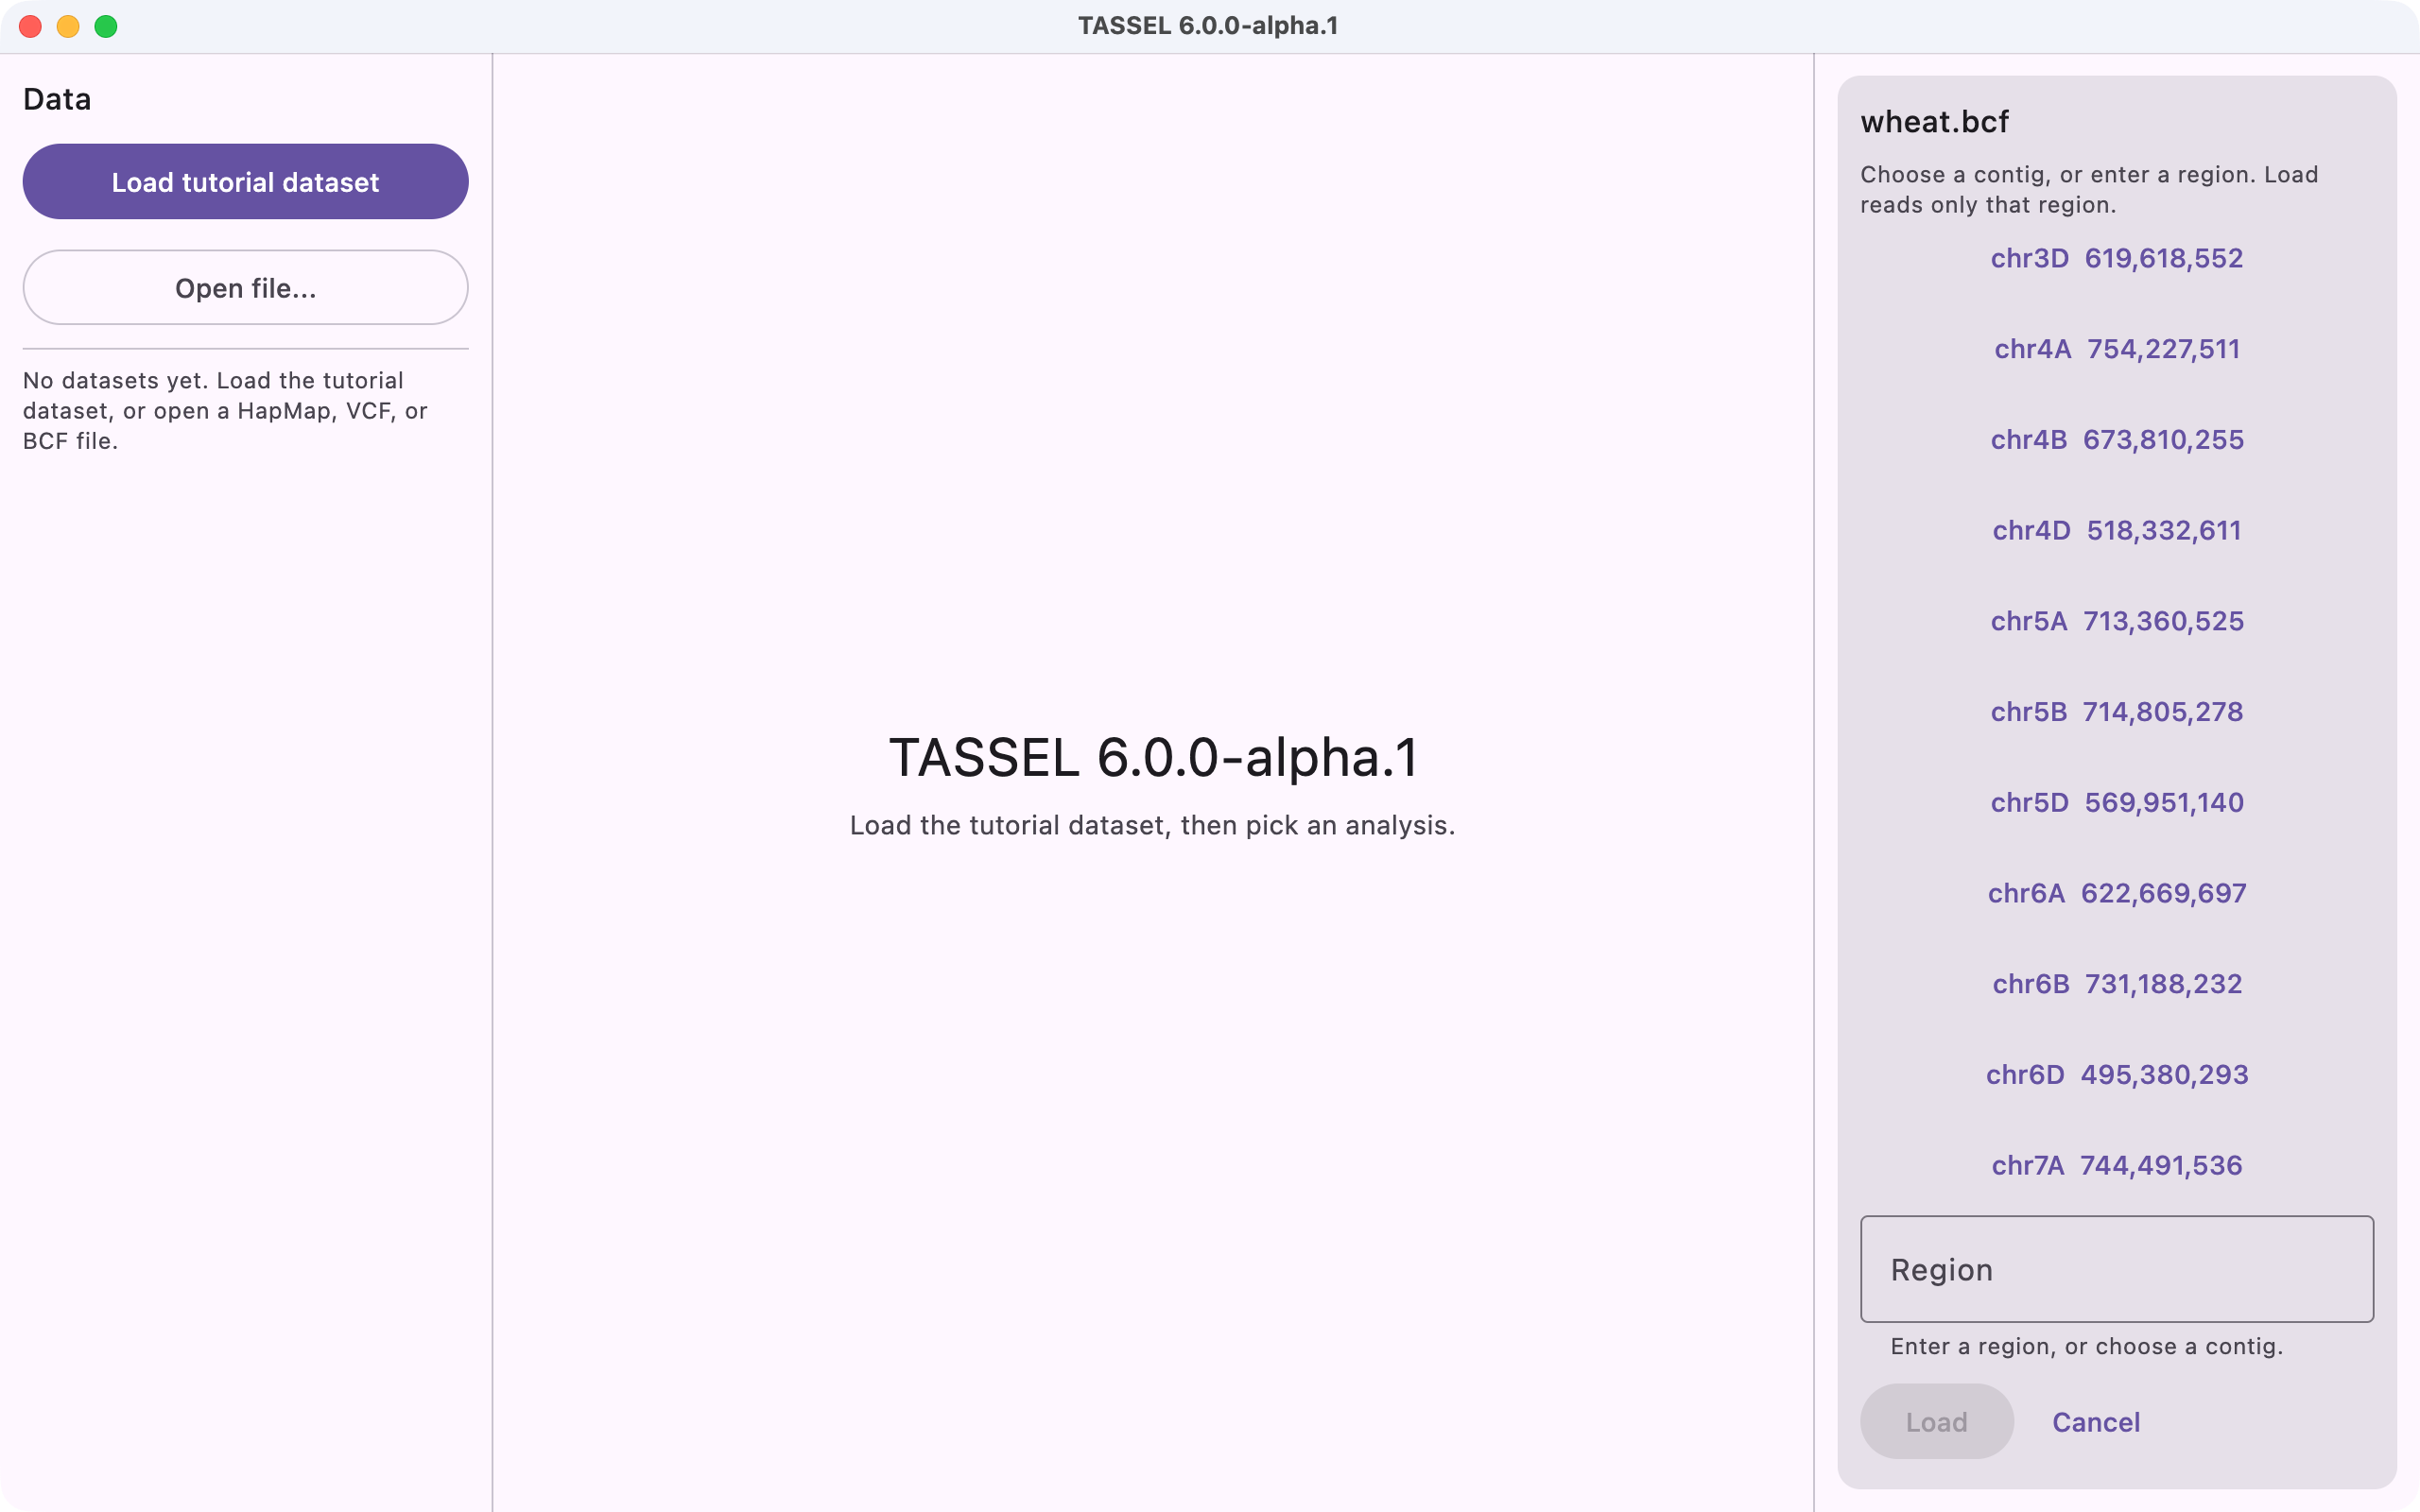 TASSEL 6.0.0-alpha.1
Data
Load tutorial dataset
Open file...
No datasets yet. Load the tutorial
dataset, or open a HapMap, VCF, or
BCF file.
TASSEL 6.0.0-alpha.1
Load the tutorial dataset, then pick an analysis.
wheat.bcf
Choose a contig, or enter a region. Load
reads only that region.
chr3D 619,618,552
chr4A 754,227,511
chr4B 673,810,255
chr4D 518,332,611
chr5A 713,360,525
chr5B 714,805,278
chr5D 569,951,140
chr6A 622,669,697
chr6B 731,188,232
chr6D 495,380,293
chr7A 744,491,536
Region
Enter a region, or choose a contig.
Load
Cancel